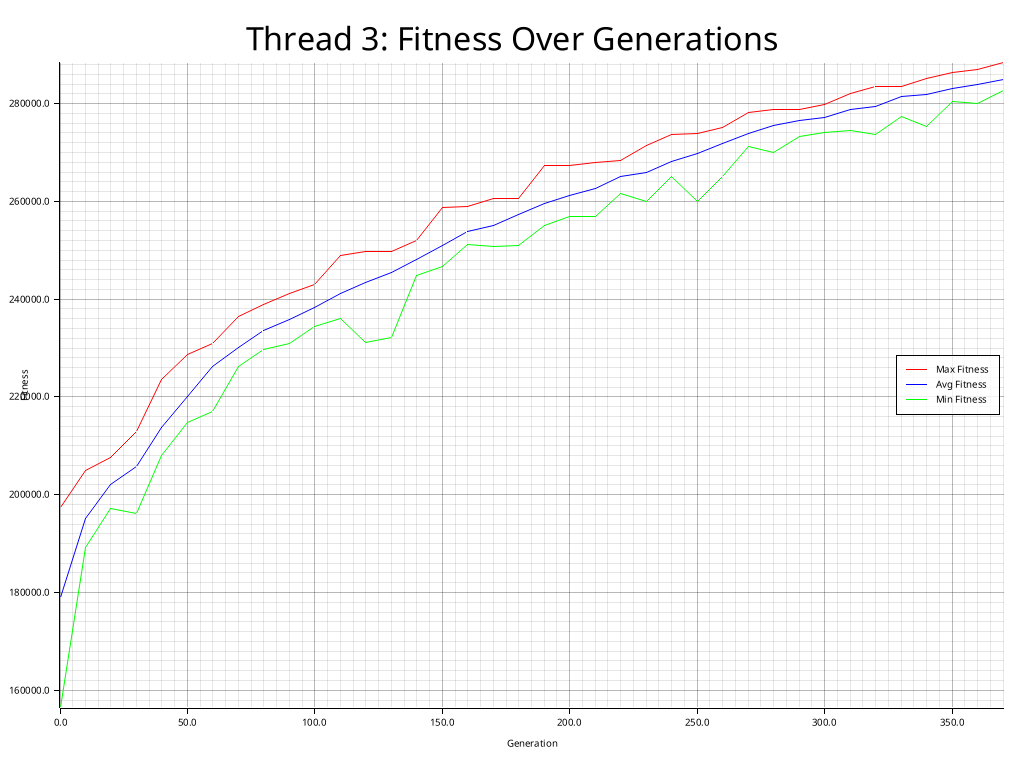 Thread 3: Fitness Over Generations
280000.0
260000.0
240000.0
220000.0
200000.0
180000.0
160000.0
Fitness
Max Fitness
Avg Fitness
Min Fitness
0.0 50.0 100.0 150.0 200.0 250.0 300.0 350.0
Generation